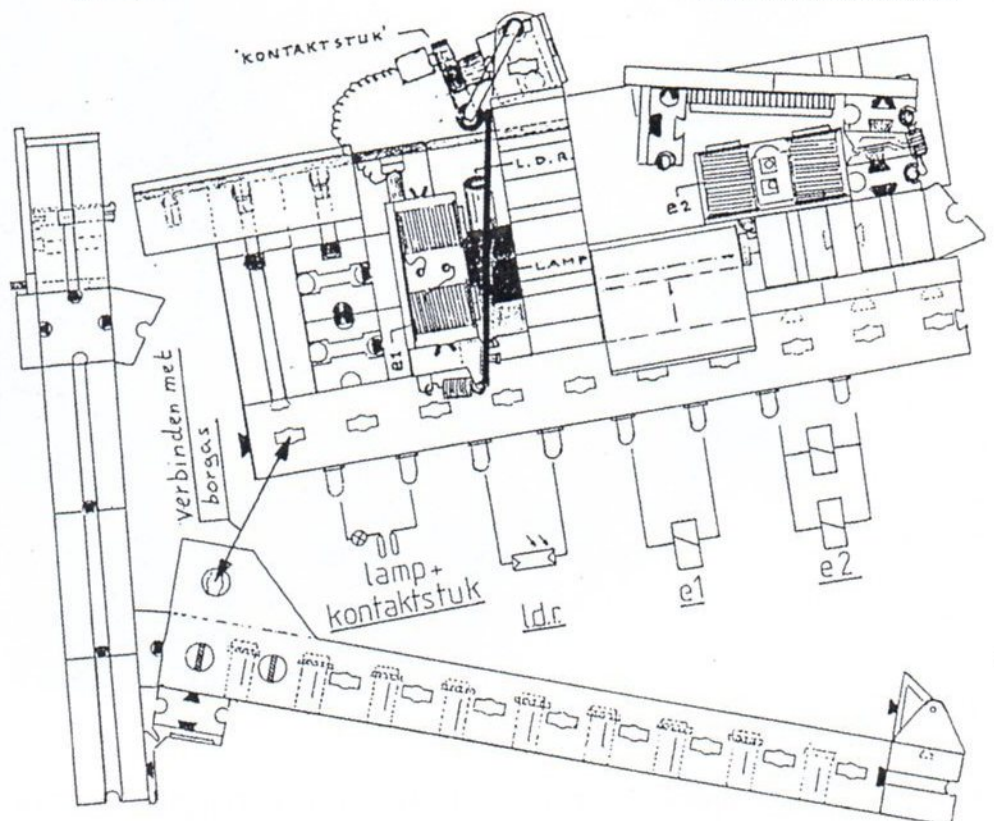 'KONTAKTSTUK'
L.D.R.
e2
LAMP
e1
verbinden met
borgas
lamp+
kontaktstuk
l.d.r.
e1
e2